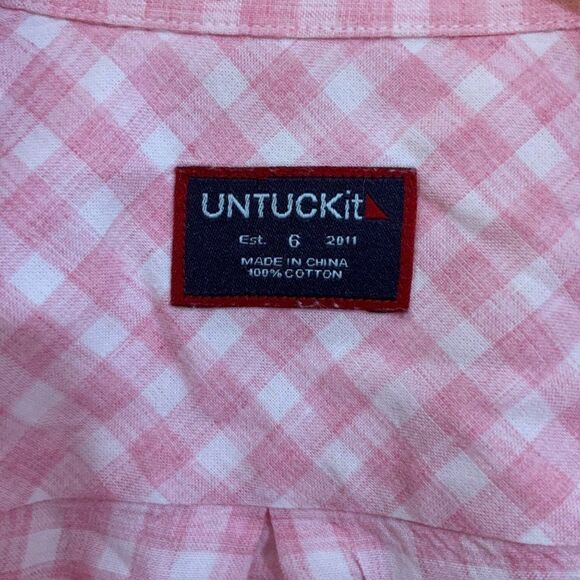 UNTUCKit
Est. 6 2011
MADE IN CHINA
100% COTTON